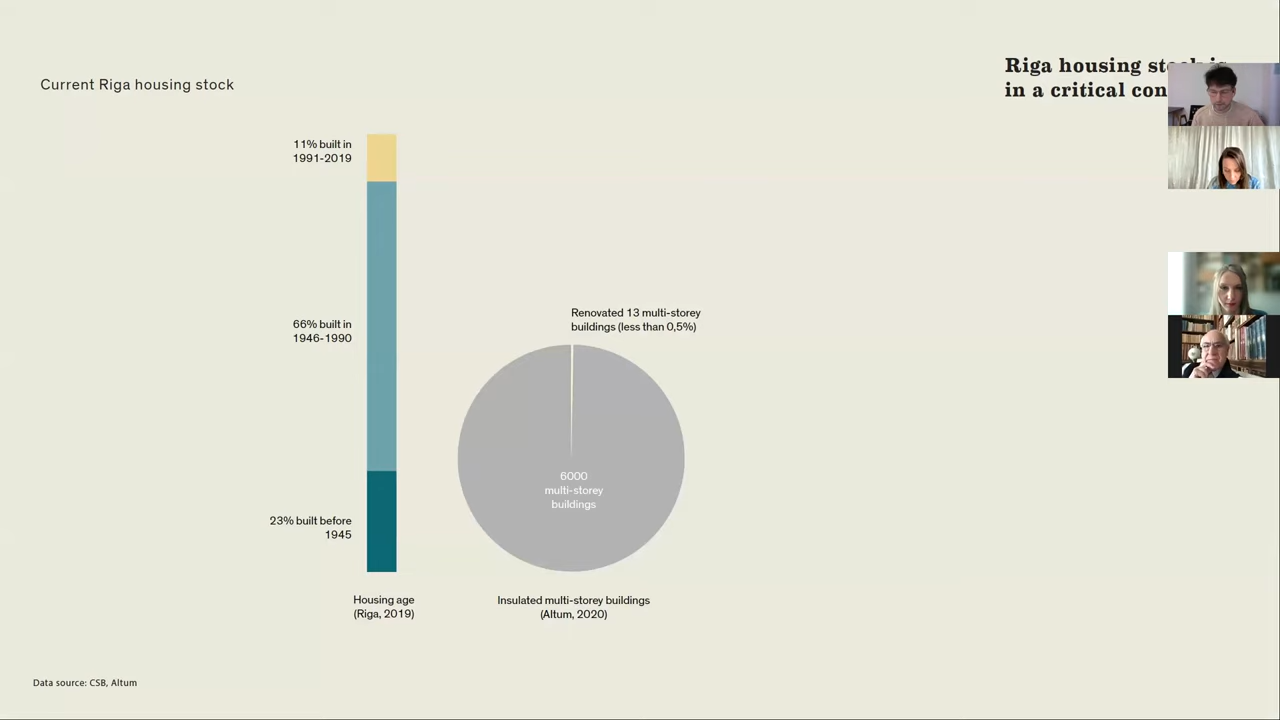 Current Riga housing stock
Riga housing
in a critical
11% built in
1991-2019
66% built in
1946-1990
23% built before
1945
Housing age
(Riga, 2019)
Renovated 13 multi-storey
buildings (less than 0,5%)
6000
multi-storey
buildings
Insulated multi-storey buildings
(Altum, 2020)
Data source: CSB, Altum